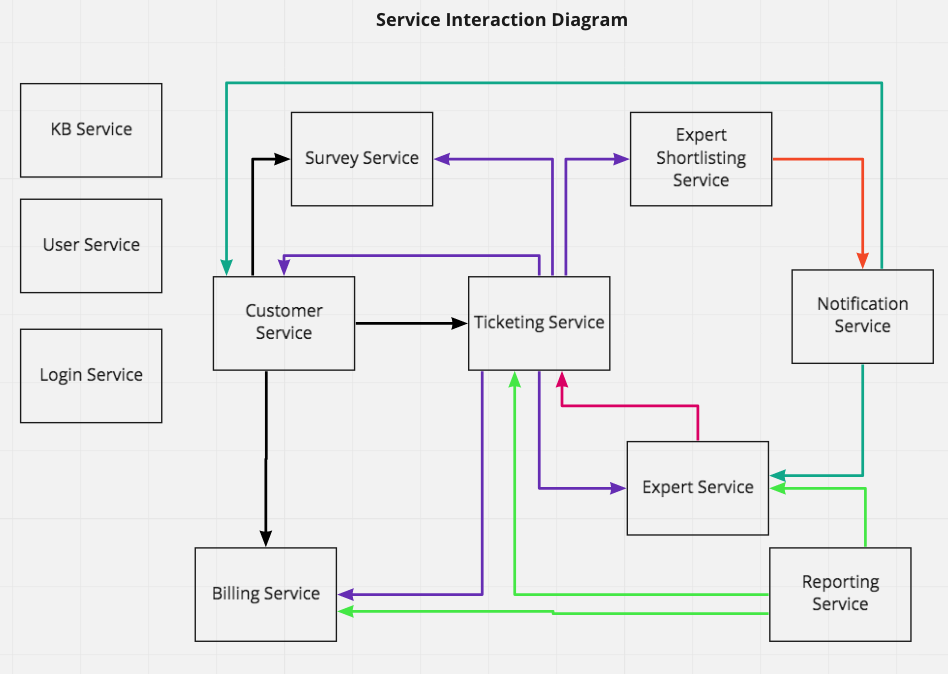 Service Interaction Diagram
KB Service
Survey Service
Expert
Shortlisting
Service
User Service
Customer
Service
Ticketing Service
Notification
Service
Login Service
Expert Service
Billing Service
Reporting
Service